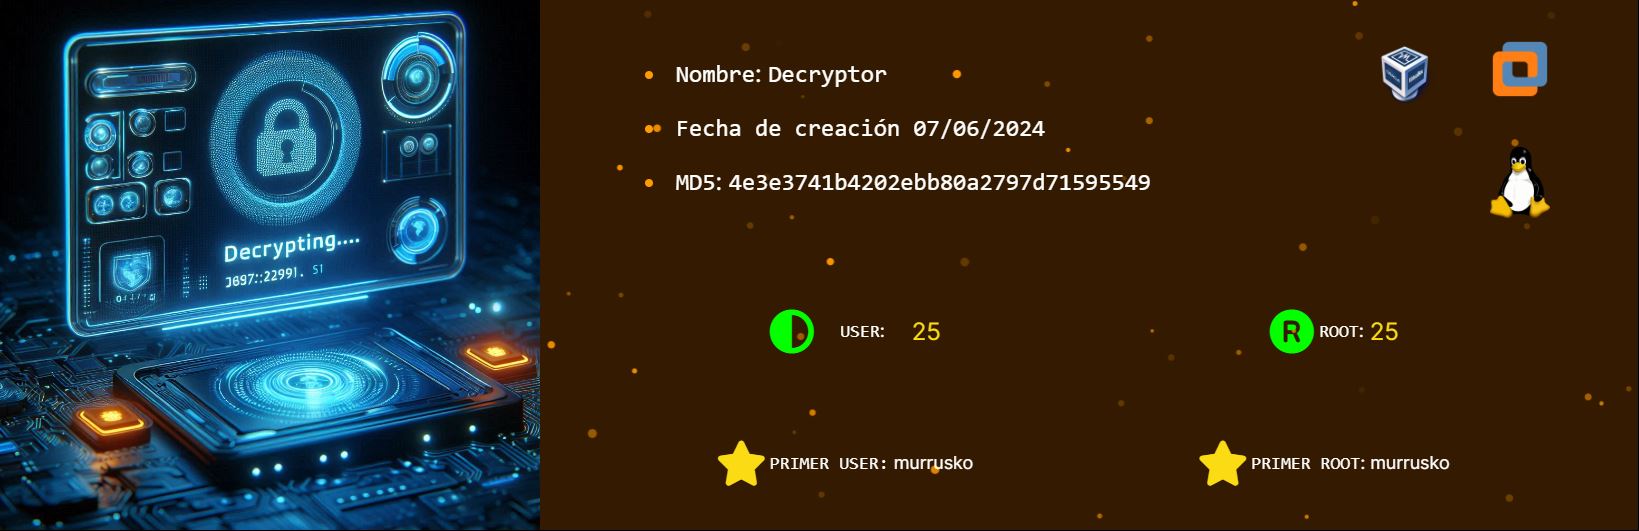 Nombre: Decryptor
Fecha de creación 07/06/2024
MD5: 4e3e3741b4202ebb80a2797d71595549
Decrypting....
J697::22991. S1
USER: 25
R ROOT: 25
PRIMER USER: murrusko
PRIMER ROOT: murrusko